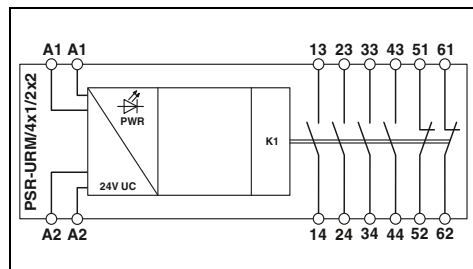 A1 A1 13 23 33 43 51 61
PSR-URM/4x1/2x2
PWR
K1
24V UC
A2 A2 14 24 34 44 52 62